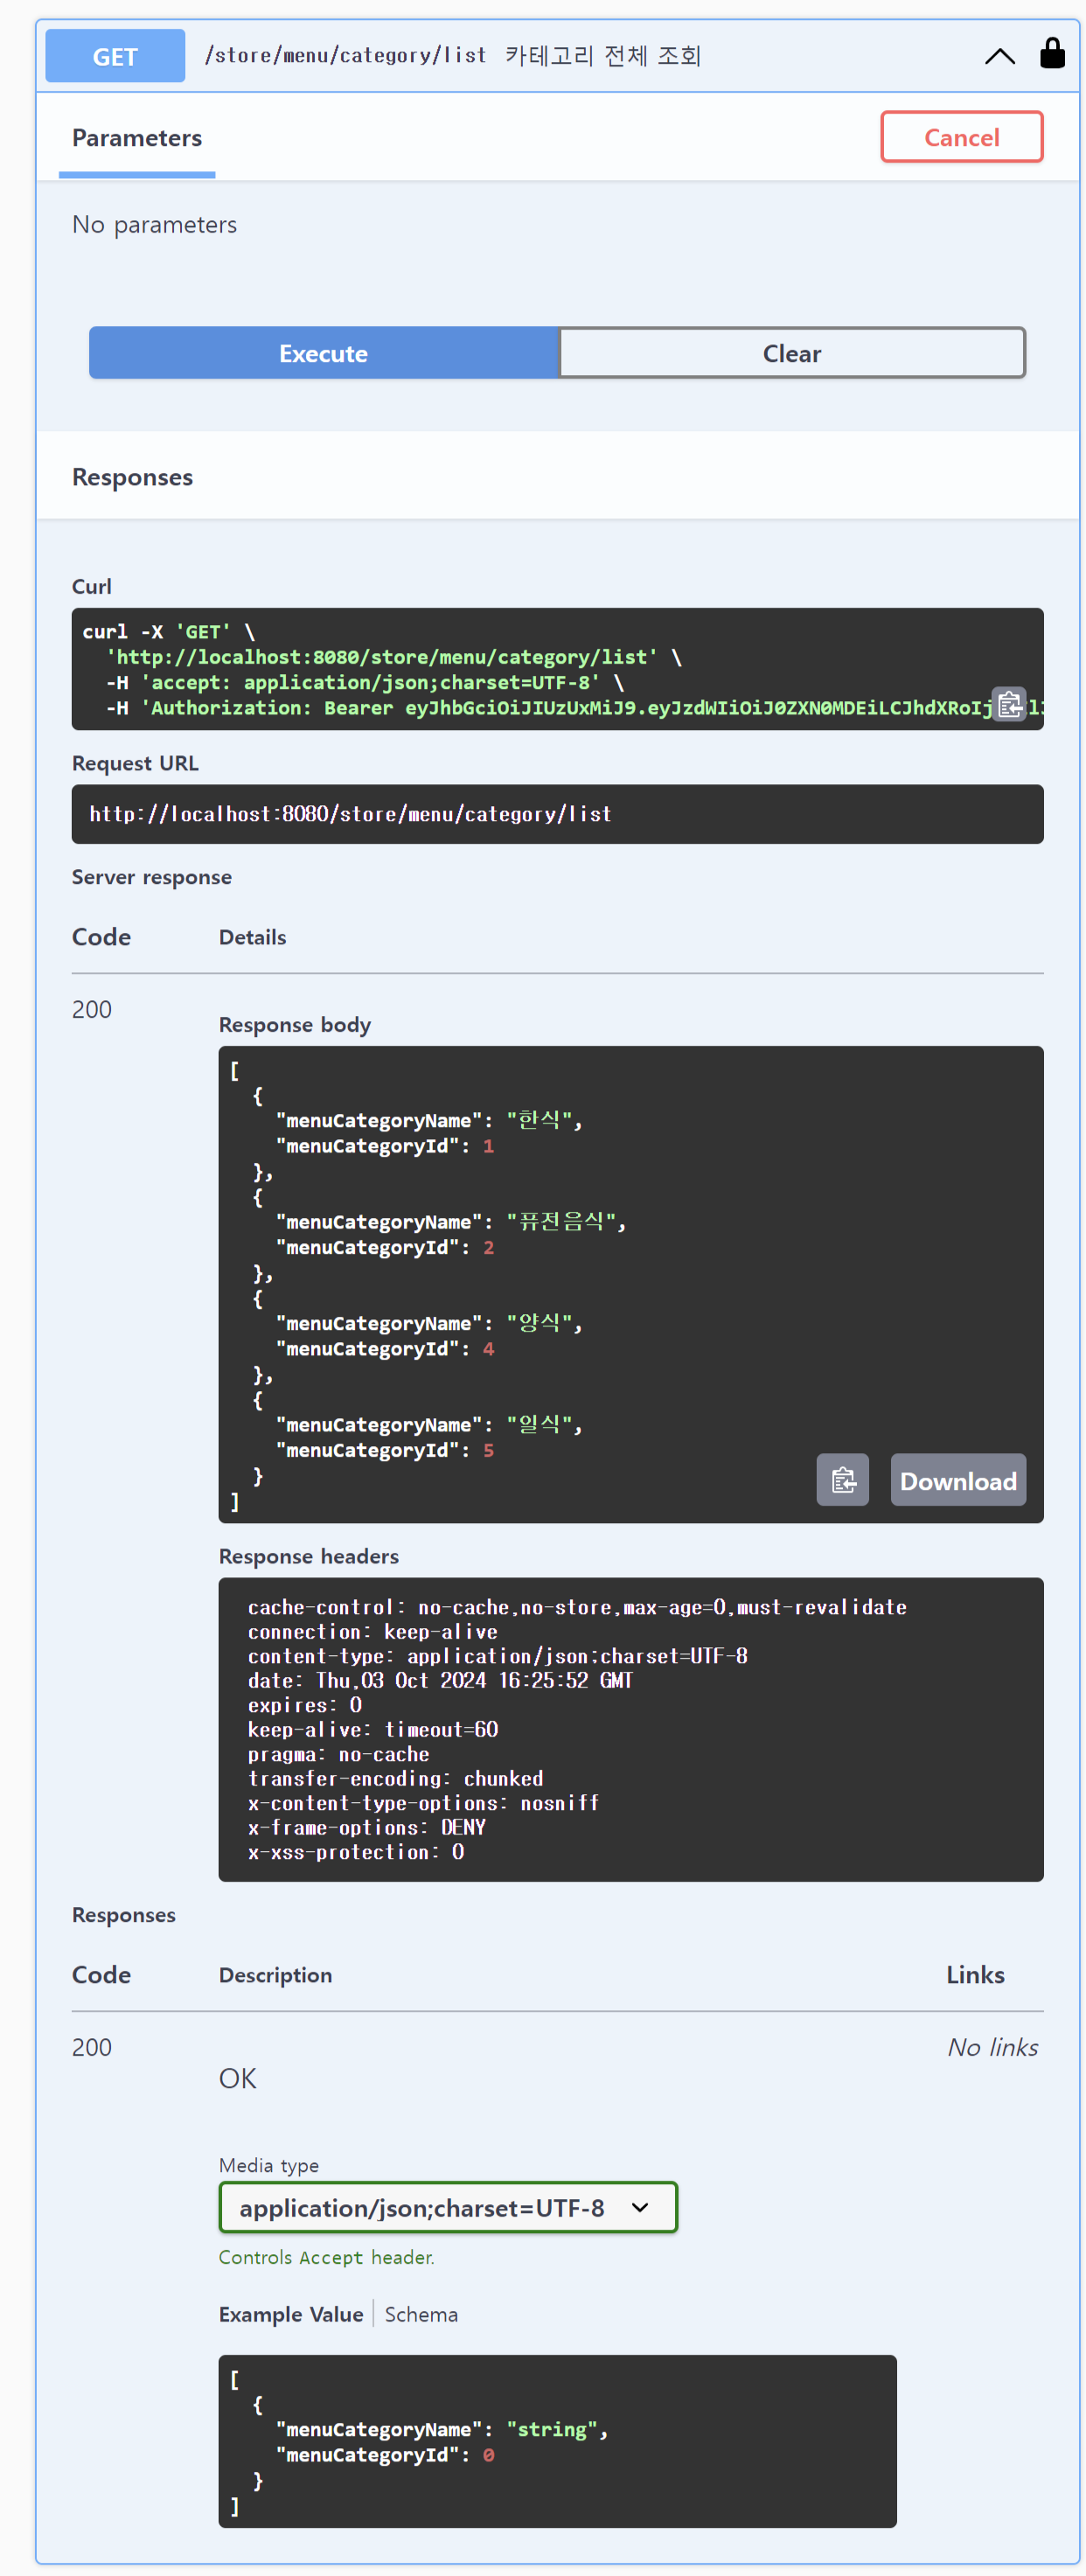 GET /store/menu/category/list 카테고리 전체 조회
Parameters
Cancel
No parameters
Execute
Clear
Responses
Curl
curl -X 'GET' \
'http://localhost:8080/store/menu/category/list' \
-H 'accept: application/json;charset=UTF-8' \
-H 'Authorization: Bearer eyJhbGciOiJIUzUxMiJ9.eyJzdWIiOiJ0ZXN0MDEiLCJhdXRoIj
Request URL
http://localhost:8080/store/menu/category/list
Server response
Code Details
200
Response body
[
{
"menuCategoryName": "한식",
"menuCategoryId": 1
},
{
"menuCategoryName": "퓨전음식",
"menuCategoryId": 2
},
{
"menuCategoryName": "양식",
"menuCategoryId": 4
},
{
"menuCategoryName": "일식",
"menuCategoryId": 5
}
]
Download
Response headers
cache-control: no-cache,no-store,max-age=0,must-revalidate
connection: keep-alive
content-type: application/json;charset=UTF-8
date: Thu,03 Oct 2024 16:25:52 GMT
expires: 0
keep-alive: timeout=60
pragma: no-cache
transfer-encoding: chunked
x-content-type-options: nosniff
x-frame-options: DENY
x-xss-protection: 0
Responses
Code Description Links
200 No links
OK
Media type
application/json;charset=UTF-8
Controls Accept header.
Example Value Schema
[
{
"menuCategoryName": "string",
"menuCategoryId": 0
}
]